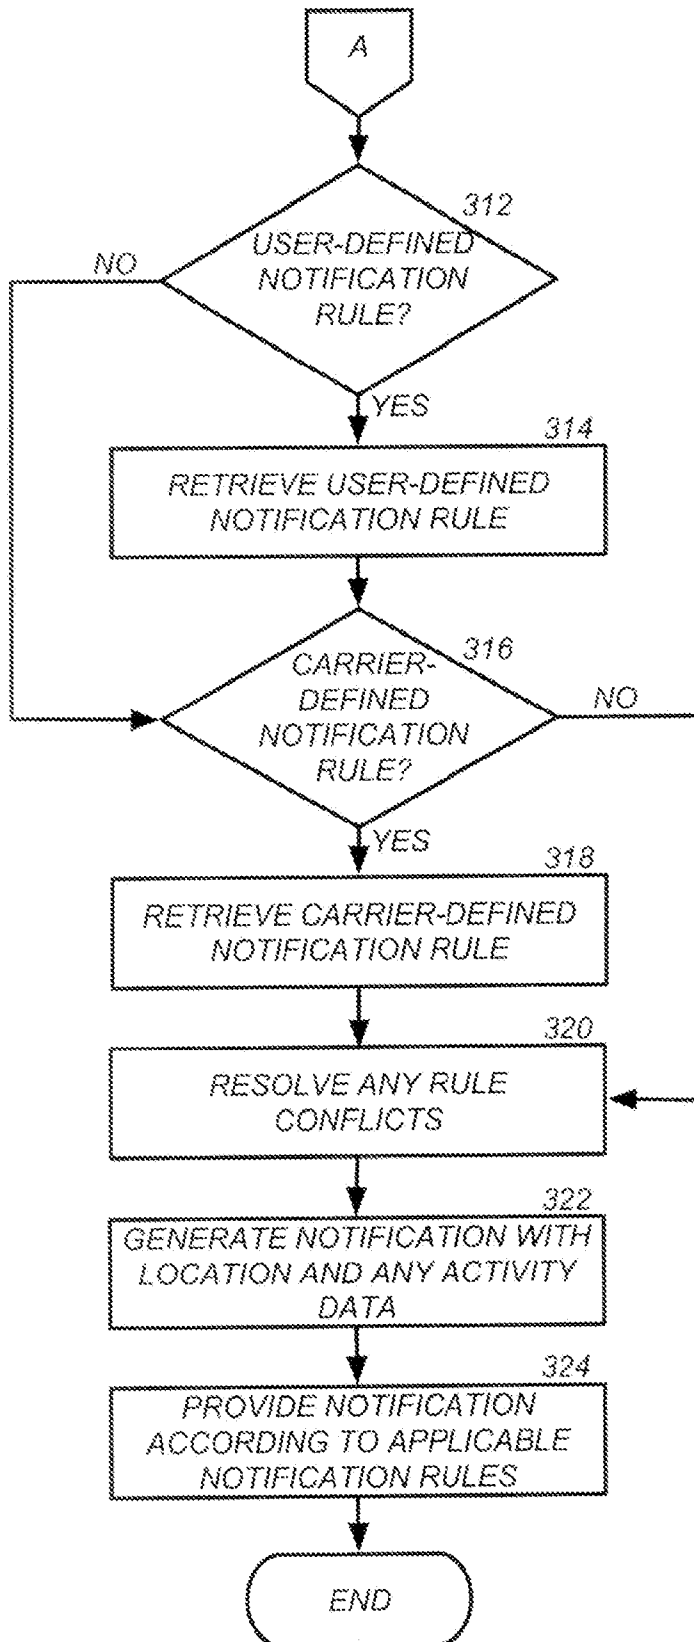 A
312
USER-DEFINED
NOTIFICATION
RULE?
NO
YES
314
RETRIEVE USER-DEFINED
NOTIFICATION RULE
316
CARRIER-
DEFINED
NOTIFICATION
RULE?
NO
YES
318
RETRIEVE CARRIER-DEFINED
NOTIFICATION RULE
320
RESOLVE ANY RULE
CONFLICTS
322
GENERATE NOTIFICATION WITH
LOCATION AND ANY ACTIVITY
DATA
324
PROVIDE NOTIFICATION
ACCORDING TO APPLICABLE
NOTIFICATION RULES
END